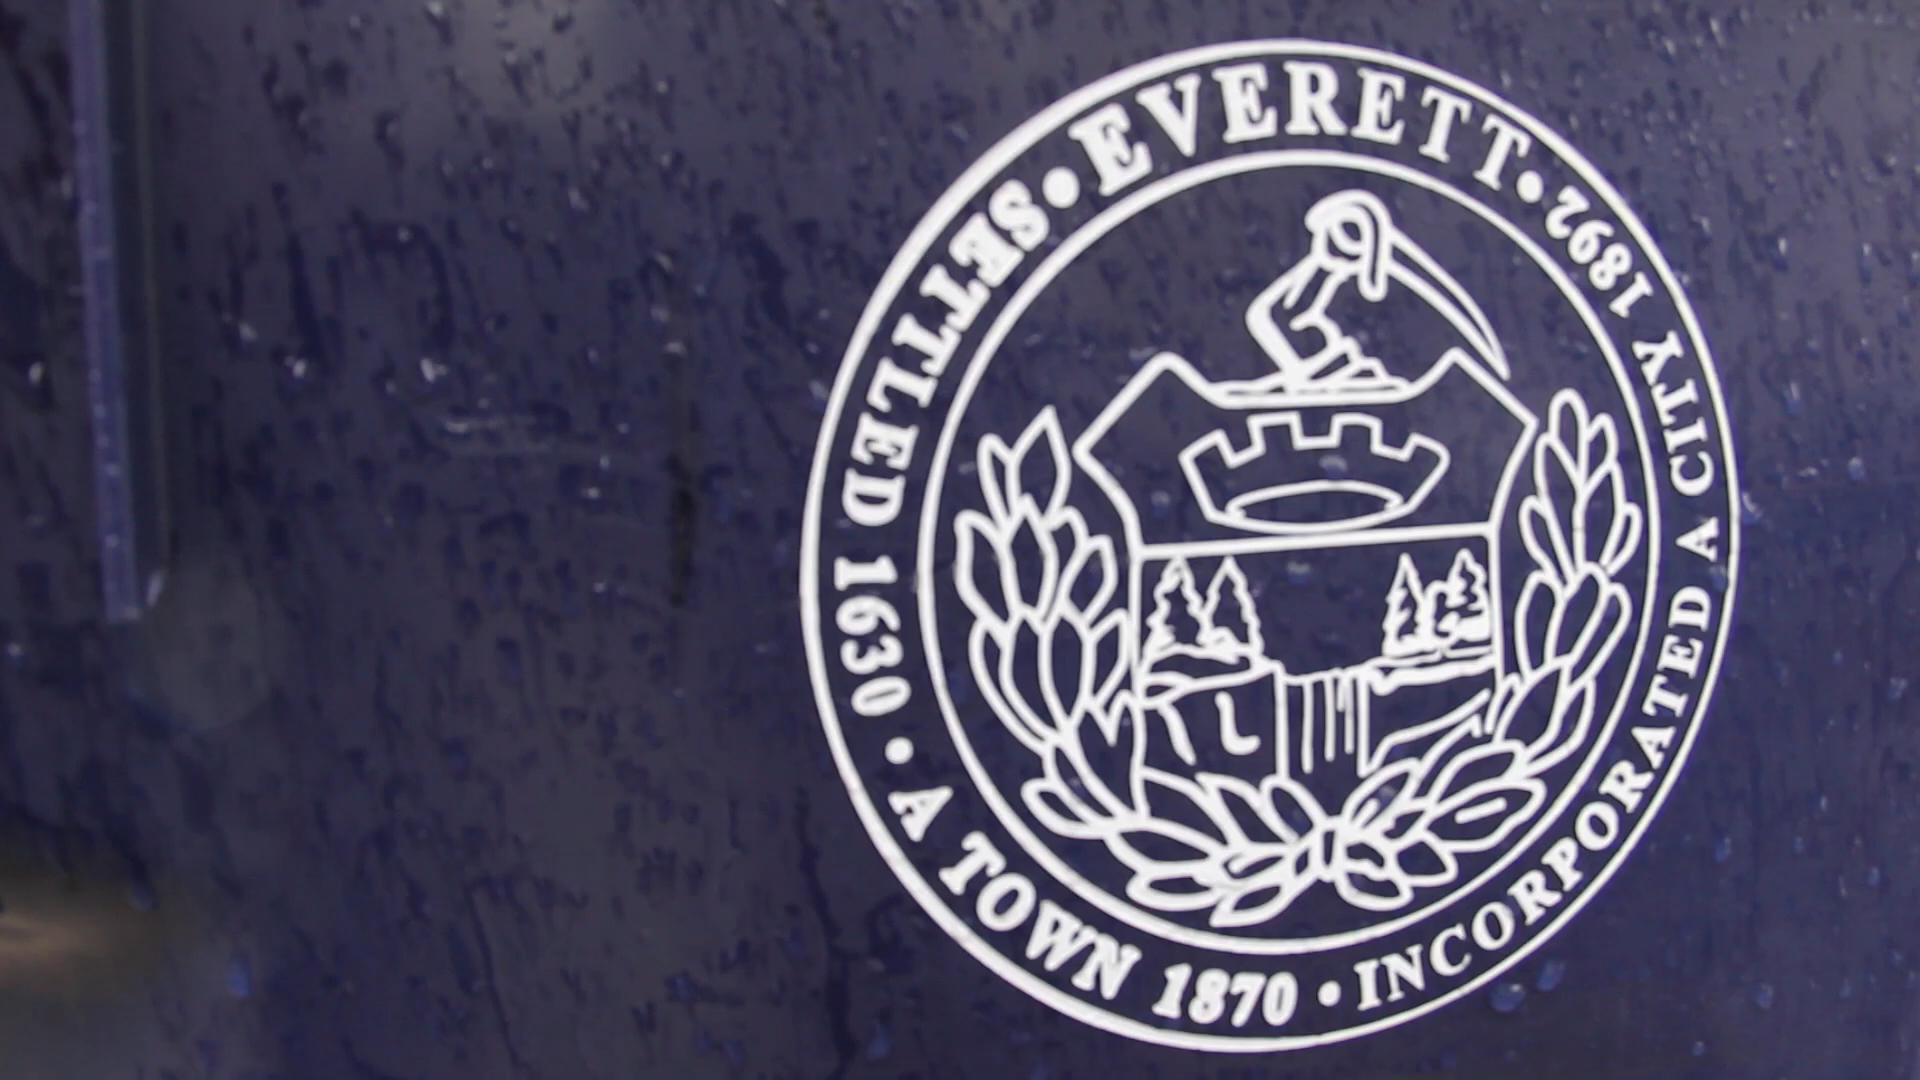 •EVERETT•
SETTLED 1630 • A TOWN 1870 • INCORPORATED A CITY 1892